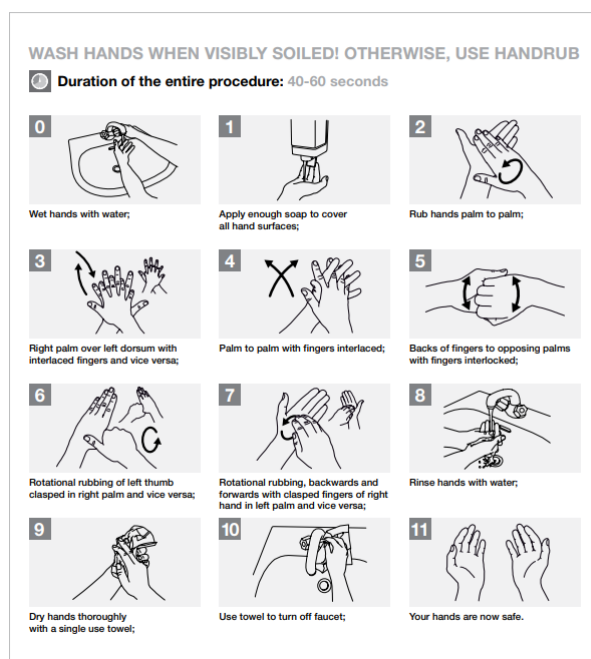 WASH HANDS WHEN VISIBLY SOILED! OTHERWISE, USE HANDRUB
Duration of the entire procedure: 40-60 seconds
0
Wet hands with water;
1
Apply enough soap to cover
all hand surfaces;
2
Rub hands palm to palm;
3
Right palm over left dorsum with
interlaced fingers and vice versa;
4
Palm to palm with fingers interlaced;
5
Backs of fingers to opposing palms
with fingers interlocked;
6
Rotational rubbing of left thumb
clasped in right palm and vice versa;
7
Rotational rubbing, backwards and
forwards with clasped fingers of right
hand in left palm and vice versa;
8
Rinse hands with water;
9
Dry hands thoroughly
with a single use towel;
10
Use towel to turn off faucet;
11
Your hands are now safe.